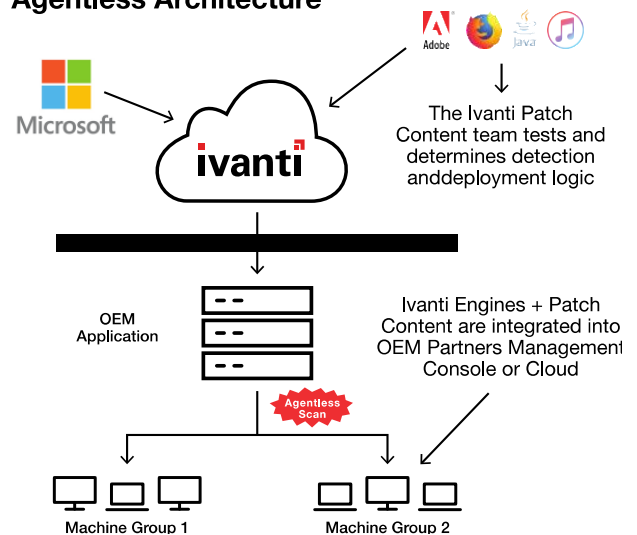 Agentless Architecture
Adobe
Java
Microsoft
ivanti
The Ivanti Patch
Content team tests and
determines detection
anddeployment logic
OEM
Application
Ivanti Engines + Patch
Content are integrated into
OEM Partners Management
Console or Cloud
Agentless
Scan
Machine Group 1
Machine Group 2